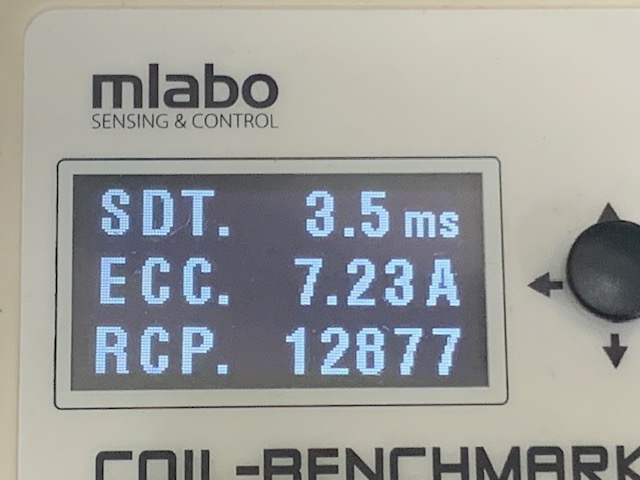 mlabo
SENSING & CONTROL
SDT. 3.5 ms
ECC. 7.23 A
RCP. 12877
COIL-BENCHMARK